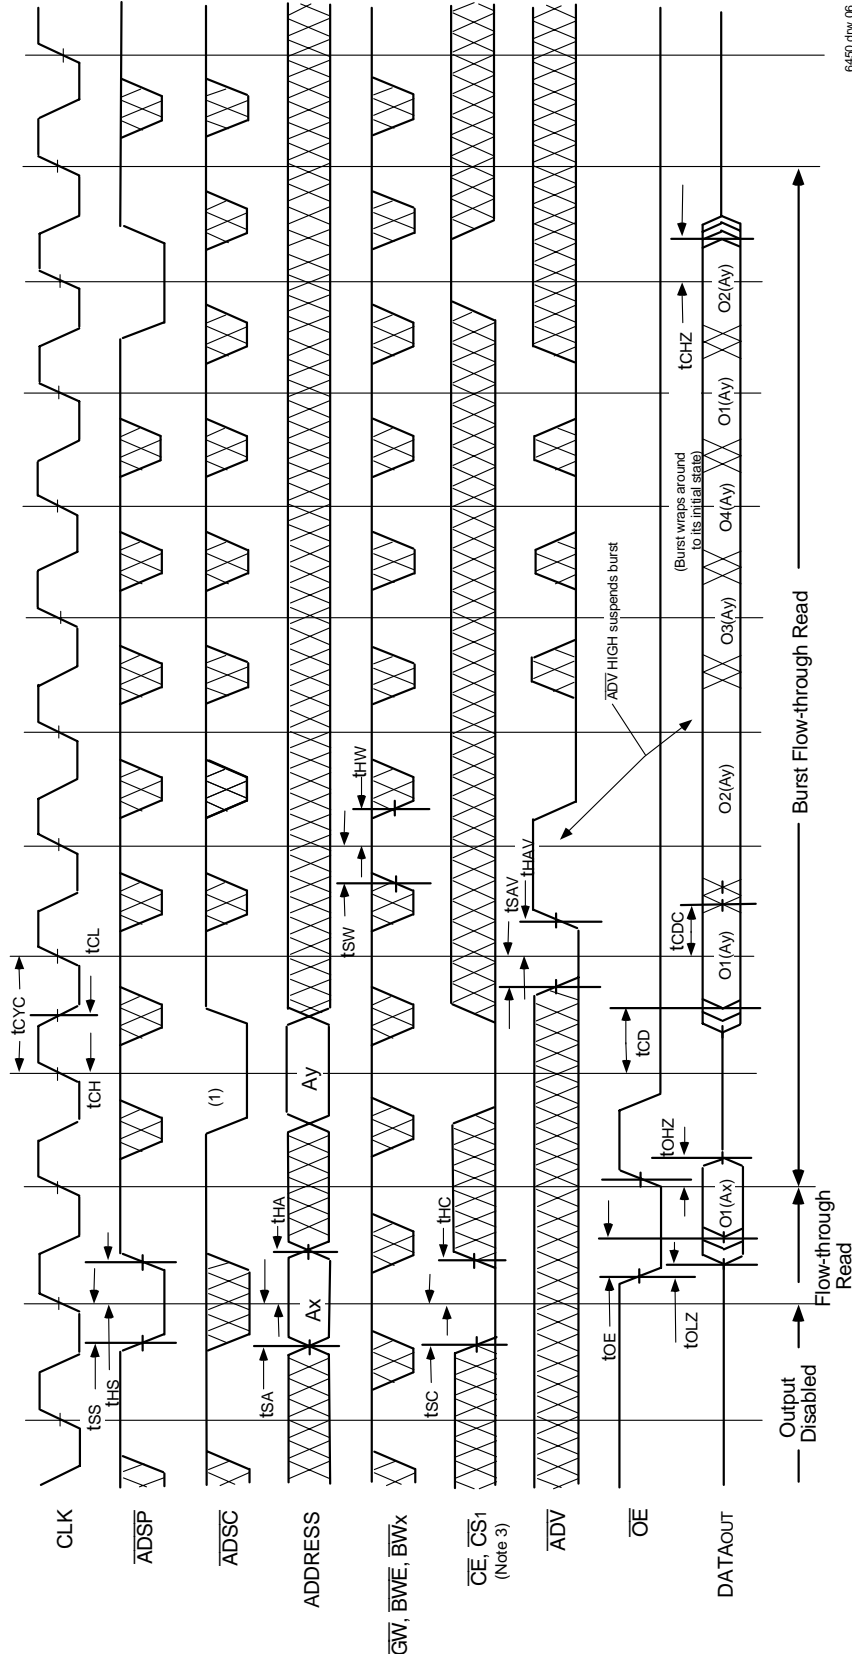 CLK
tCYC
tCH
tCL
tSS
tHS
ADSP
ADSC
(1)
tSA
tHA
ADDRESS
Ax
Ay
tSW
tHW
GW, BWE, BWx
tSC
tHC
CE, CS1
(Note 3)
tSAV
tHAV
ADV
ADV HIGH suspends burst
OE
tOE
tOHZ
tOLZ
tCD
tCDC
(Burst wraps around
to its initial state)
tCHZ
DATAOUT
O1(Ax)
O1(Ay)
O2(Ay)
O3(Ay)
O4(Ay)
O1(Ay)
O2(Ay)
Output
Disabled
Flow-through
Read
Burst Flow-through Read
6450 drw 06